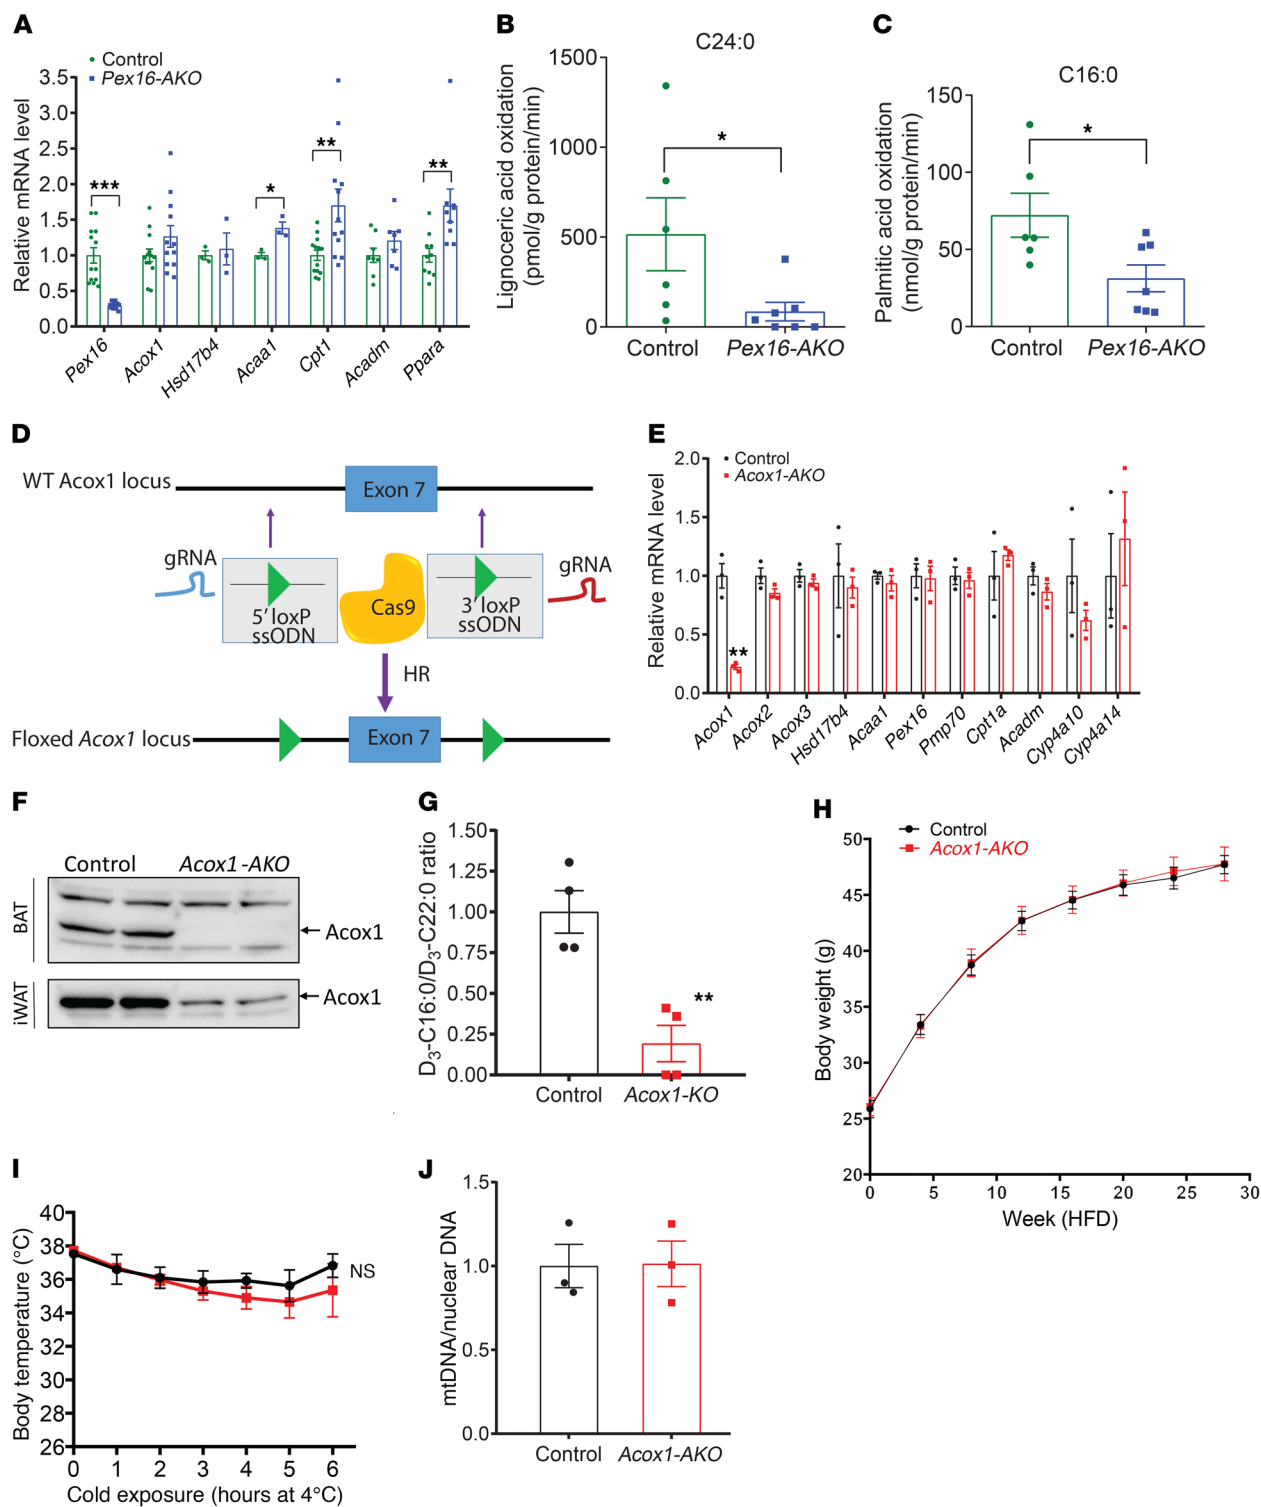 A
Control
Pex16-AKO
Relative mRNA level
3.5
3.0
2.5
2.0
1.5
1.0
0.5
0.0
***
*
**
**
Pex16
Acox1
Hsd17b4
Acaa1
Cpt1
Acadm
Ppara
B
C24:0
Lignoceric acid oxidation
(pmol/g protein/min)
1500
1000
500
0
*
Control
Pex16-AKO
C
C16:0
Palmitic acid oxidation
(nmol/g protein/min)
150
100
50
0
*
Control
Pex16-AKO
D
WT Acox1 locus
Exon 7
gRNA
5′ loxP
ssODN
Cas9
3′ loxP
ssODN
gRNA
HR
Floxed Acox1 locus
Exon 7
E
Control
Acox1-AKO
Relative mRNA level
2.0
1.5
1.0
0.5
0.0
**
Acox1
Acox2
Acox3
Hsd17b4
Acaa1
Pex16
Pmp70
Cpt1a
Acadm
Cyp4a10
Cyp4a14
F
Control
Acox1-AKO
BAT
Acox1
iWAT
Acox1
G
D3-C16:0/D3-C22:0 ratio
1.50
1.25
1.00
0.75
0.50
0.25
0.00
**
Control
Acox1-KO
H
Control
Acox1-AKO
Body weight (g)
50
45
40
35
30
25
20
0
5
10
15
20
25
30
Week (HFD)
I
Body temperature (°C)
40
38
36
34
32
30
28
26
NS
0
1
2
3
4
5
6
Cold exposure (hours at 4°C)
J
mtDNA/nuclear DNA
1.5
1.0
0.5
0.0
Control
Acox1-AKO